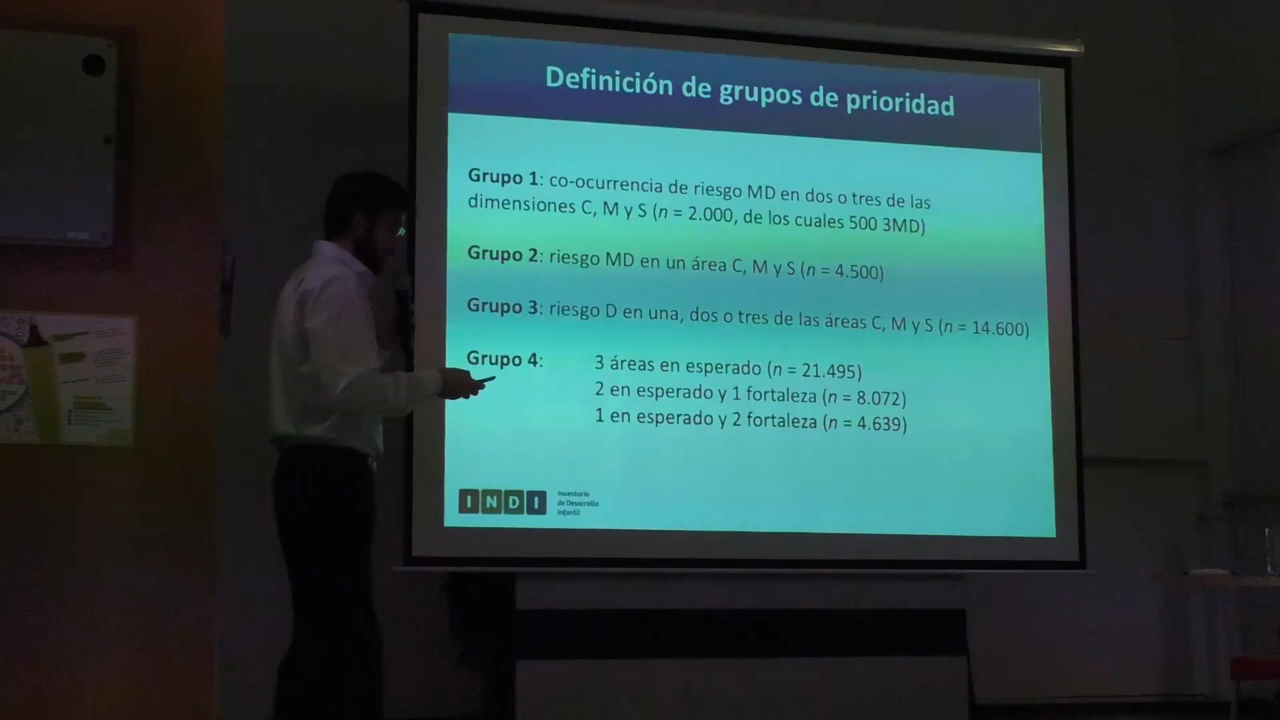 Definición de grupos de prioridad
Grupo 1: co-ocurrencia de riesgo MD en dos o tres de las
dimensiones C, M y S (n = 2.000, de los cuales 500 3MD)
Grupo 2: riesgo MD en un área C, M y S (n = 4.500)
Grupo 3: riesgo D en una, dos o tres de las áreas C, M y S (n = 14.600)
Grupo 4: 3 áreas en esperado (n = 21.495)
2 en esperado y 1 fortaleza (n = 8.072)
1 en esperado y 2 fortaleza (n = 4.639)
INDI
Inventario
de Desarrollo
Infantil